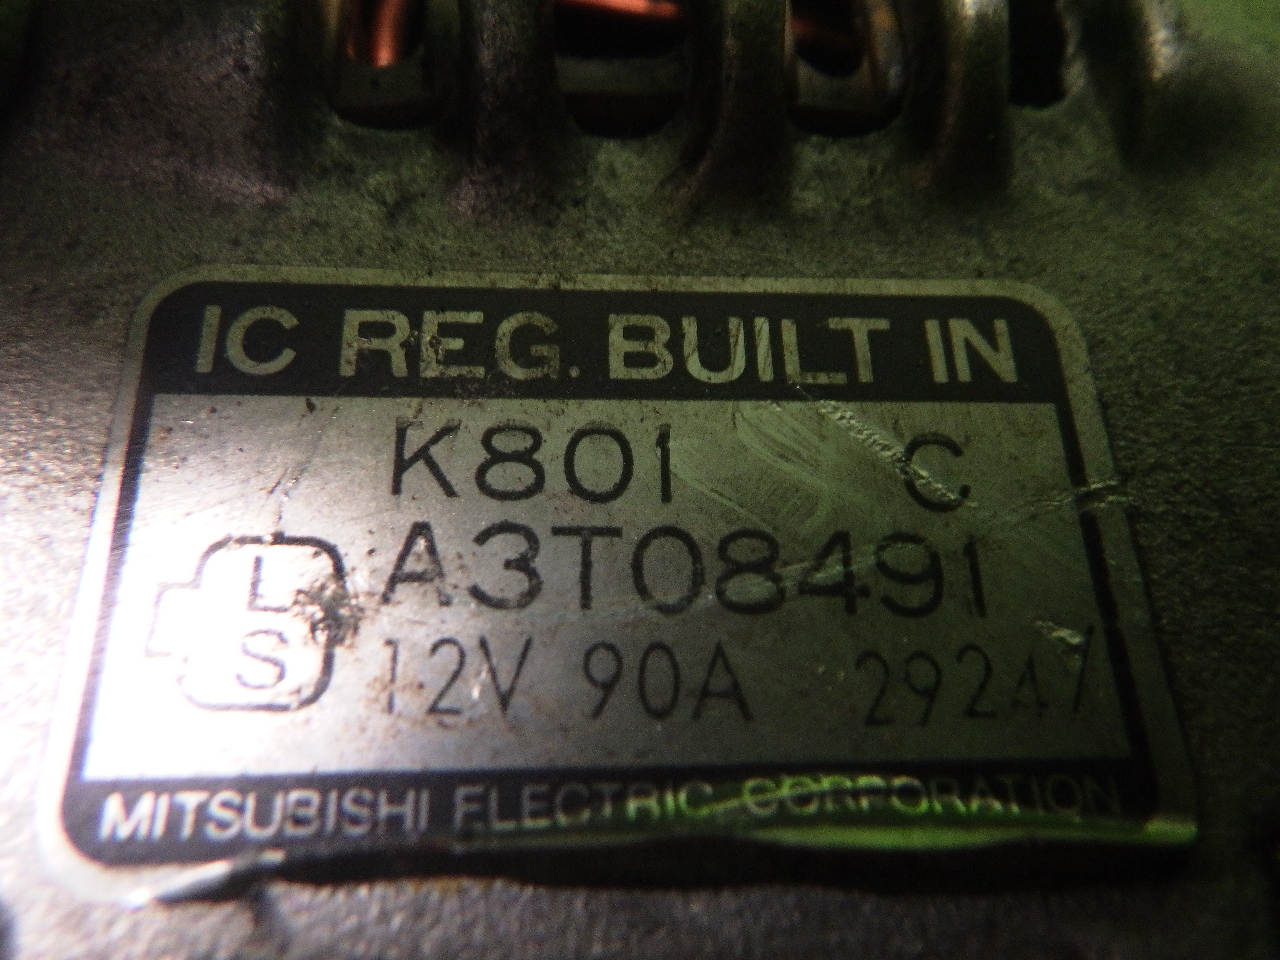 IC REG. BUILT IN
K801 C
A3T08491
L
S
12V 90A 29247
MITSUBISHI ELECTRIC CORPORATION